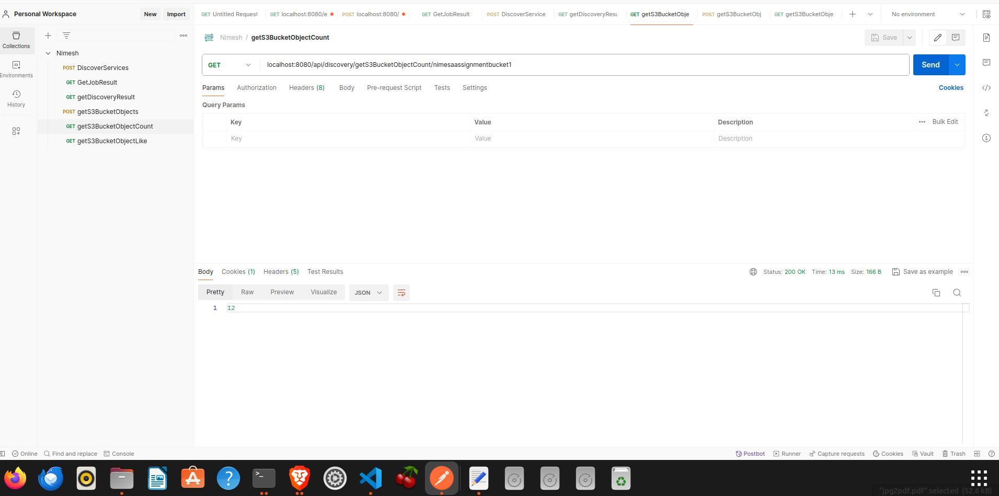 Personal Workspace
New
Import
GET Untitled Request
GET localhost:8080/e
POST localhost:8080/
GET GetJobResult
POST DiscoverService
GET getDiscoveryResu
GET getS3BucketObje
POST getS3BucketObj
GET getS3BucketObje
No environment
Collections
Environments
History
Nimesh
POST DiscoverServices
GET GetJobResult
GET getDiscoveryResult
POST getS3BucketObjects
GET getS3BucketObjectCount
GET getS3BucketObjectLike
HTTP Nimesh / getS3BucketObjectCount
Save
GET
localhost:8080/api/discovery/getS3BucketObjectCount/nimesaassignmentbucket1
Send
Params Authorization Headers (8) Body Pre-request Script Tests Settings
Cookies
Query Params
Key Value Description
Bulk Edit
Key Value Description
Body Cookies (1) Headers (5) Test Results
Status: 200 OK Time: 13 ms Size: 166 B
Save as example
Pretty Raw Preview Visualize JSON
1 12
Online Find and replace Console
Postbot Runner Capture requests Cookies Vault Trash
"jpg2pdf.pdf" selected (52.6 kB)